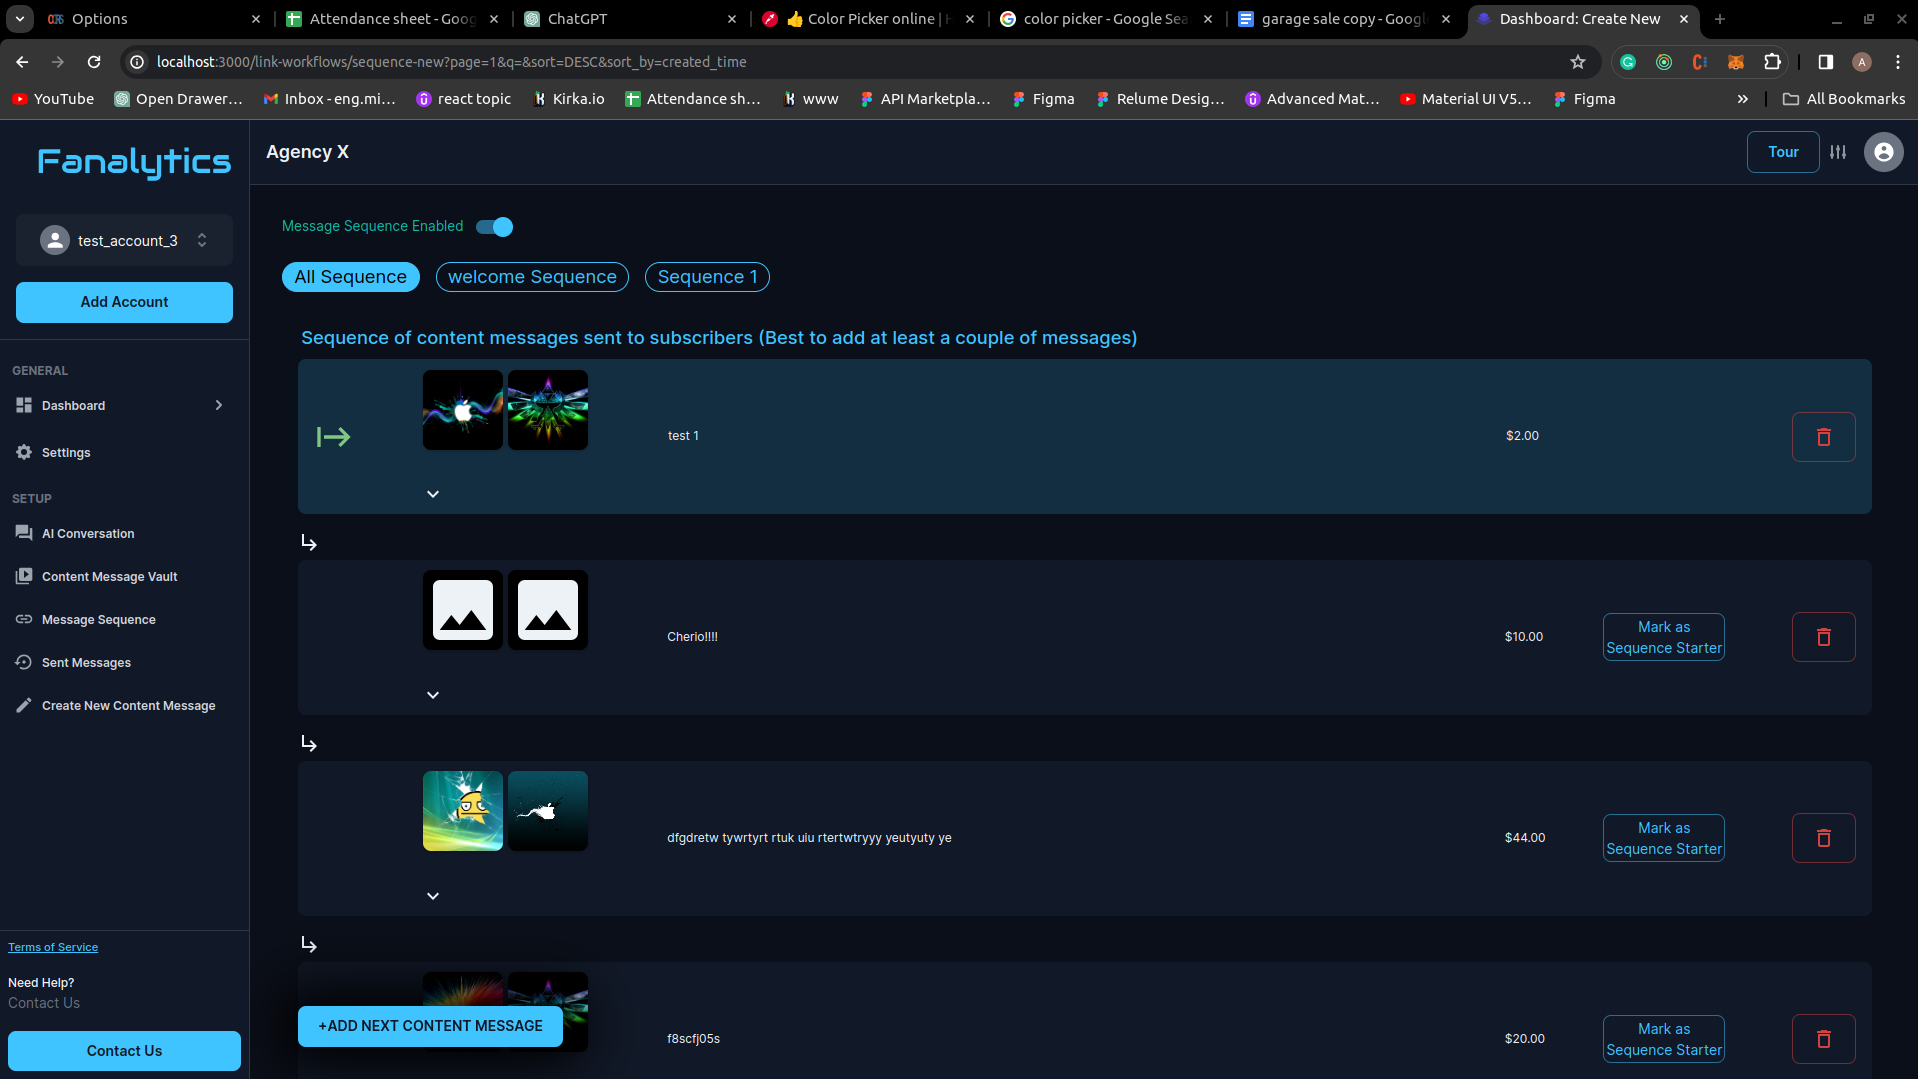 Options
Attendance sheet - Goog
ChatGPT
👍 Color Picker online | H
color picker - Google Sea
garage sale copy - Googl
Dashboard: Create New
localhost:3000/link-workflows/sequence-new?page=1&q=&sort=DESC&sort_by=created_time
A
YouTube
Open Drawer...
Inbox - eng.mi...
react topic
Kirka.io
Attendance sh...
www
API Marketpla...
Figma
Relume Desig...
Advanced Mat...
Material UI V5...
Figma
All Bookmarks
Fanalytics
Agency X
Tour
test_account_3
Add Account
GENERAL
Dashboard
Settings
SETUP
AI Conversation
Content Message Vault
Message Sequence
Sent Messages
Create New Content Message
Terms of Service
Need Help?
Contact Us
Contact Us
Message Sequence Enabled
All Sequence
welcome Sequence
Sequence 1
Sequence of content messages sent to subscribers (Best to add at least a couple of messages)
test 1
$2.00
Cherio!!!!
$10.00
Mark as
Sequence Starter
dfgdretw tywrtyrt rtuk uiu rtertwtryyy yeutyuty ye
$44.00
Mark as
Sequence Starter
f8scfj05s
$20.00
Mark as
Sequence Starter
+ADD NEXT CONTENT MESSAGE